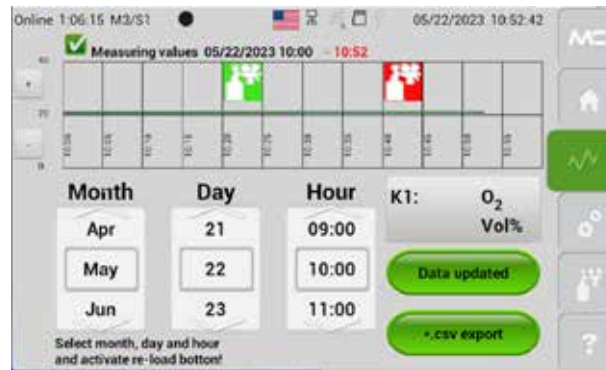 Online 1:06.15 M3/S1 05/22/2023 10:52:42
MC
Measuring values 05/22/2023 10:00 - 10:52
+
-
Month Day Hour
K1: O2
Vol%
Apr 21 09:00
May 22 10:00
Data updated
Jun 23 11:00
*.csv export
Select month, day and hour
and activate re-load botton!
?